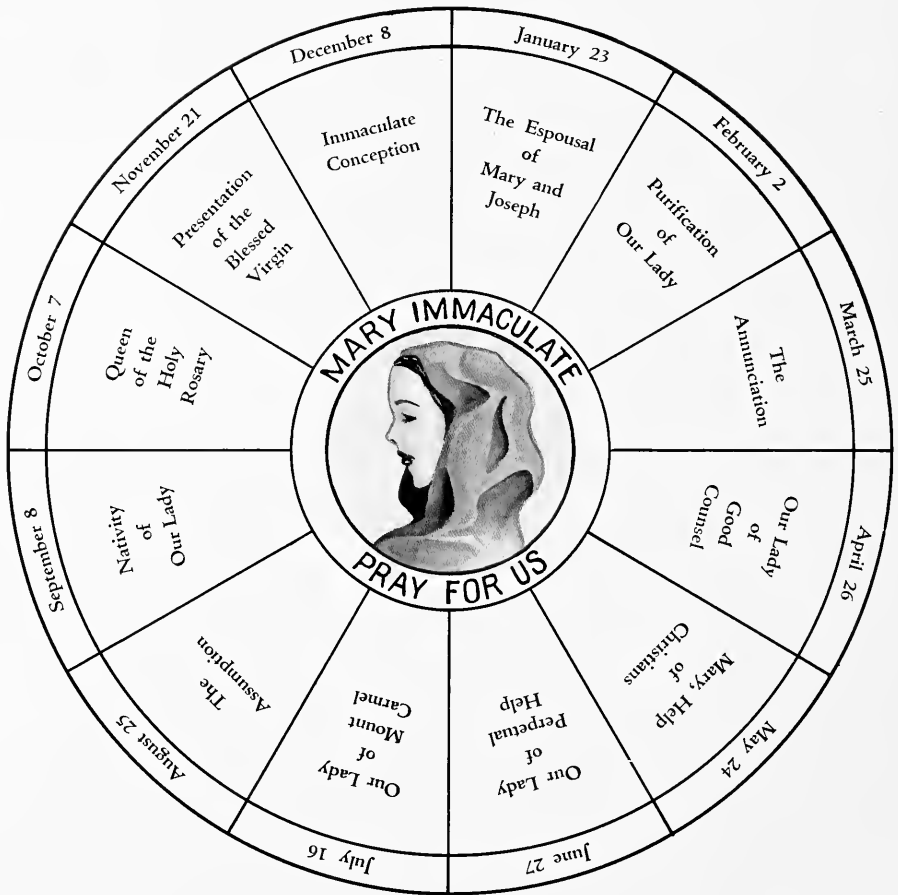 January 23
The Espousal
of
Mary and
Joseph
February 2
Purification
of
Our Lady
March 25
The
Annunciation
April 26
Our Lady
of
Good
Counsel
May 24
Mary, Help
of
Christians
June 27
Our Lady
of
Perpetual
Help
July 16
Our Lady
of
Mount
Carmel
August 25
The
Assumption
September 8
Nativity
of
Our Lady
October 7
Queen
of the
Holy
Rosary
November 21
Presentation
of the
Blessed
Virgin
December 8
Immaculate
Conception
MARY IMMACULATE
PRAY FOR US